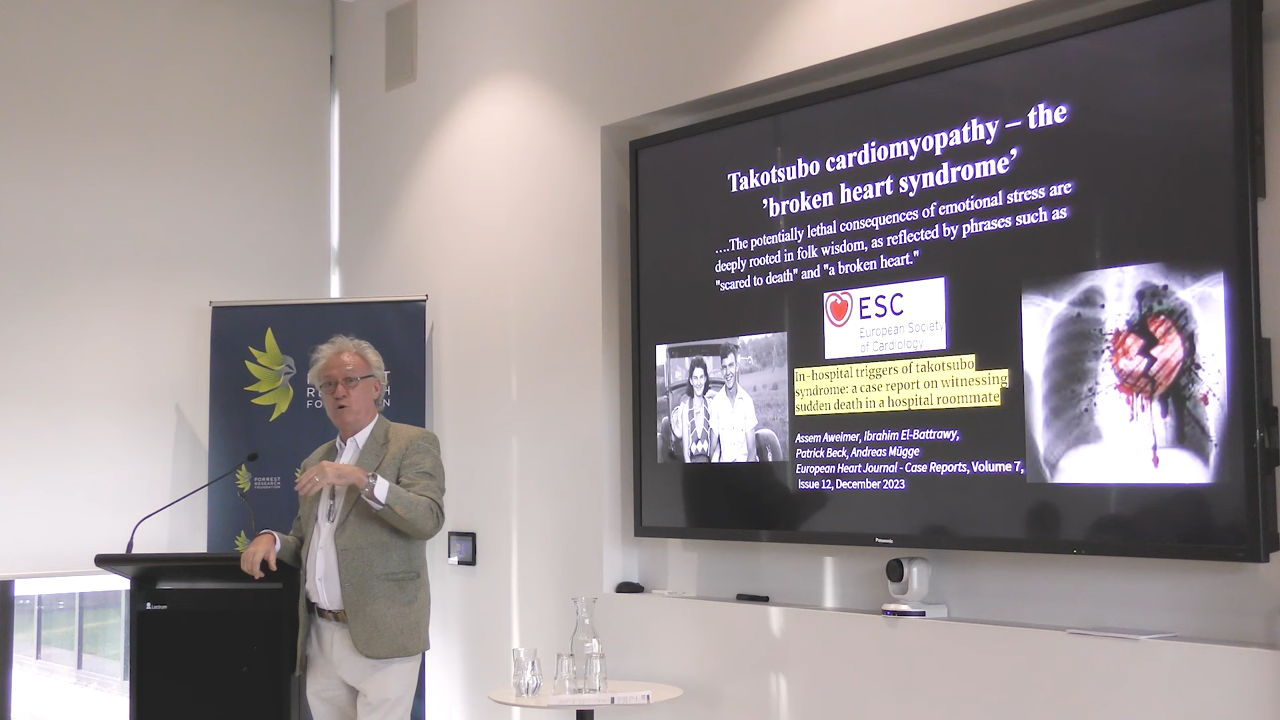 Takotsubo cardiomyopathy – the
’broken heart syndrome’
….The potentially lethal consequences of emotional stress are
deeply rooted in folk wisdom, as reflected by phrases such as
"scared to death" and "a broken heart."
ESC
European Society
of Cardiology
In-hospital triggers of takotsubo
syndrome: a case report on witnessing
sudden death in a hospital roommate
Assem Aweimer, Ibrahim El-Battrawy,
Patrick Beck, Andreas Mügge
European Heart Journal - Case Reports, Volume 7,
Issue 12, December 2023
Panasonic
FORREST
RESEARCH
FOUNDATION
Lectrum